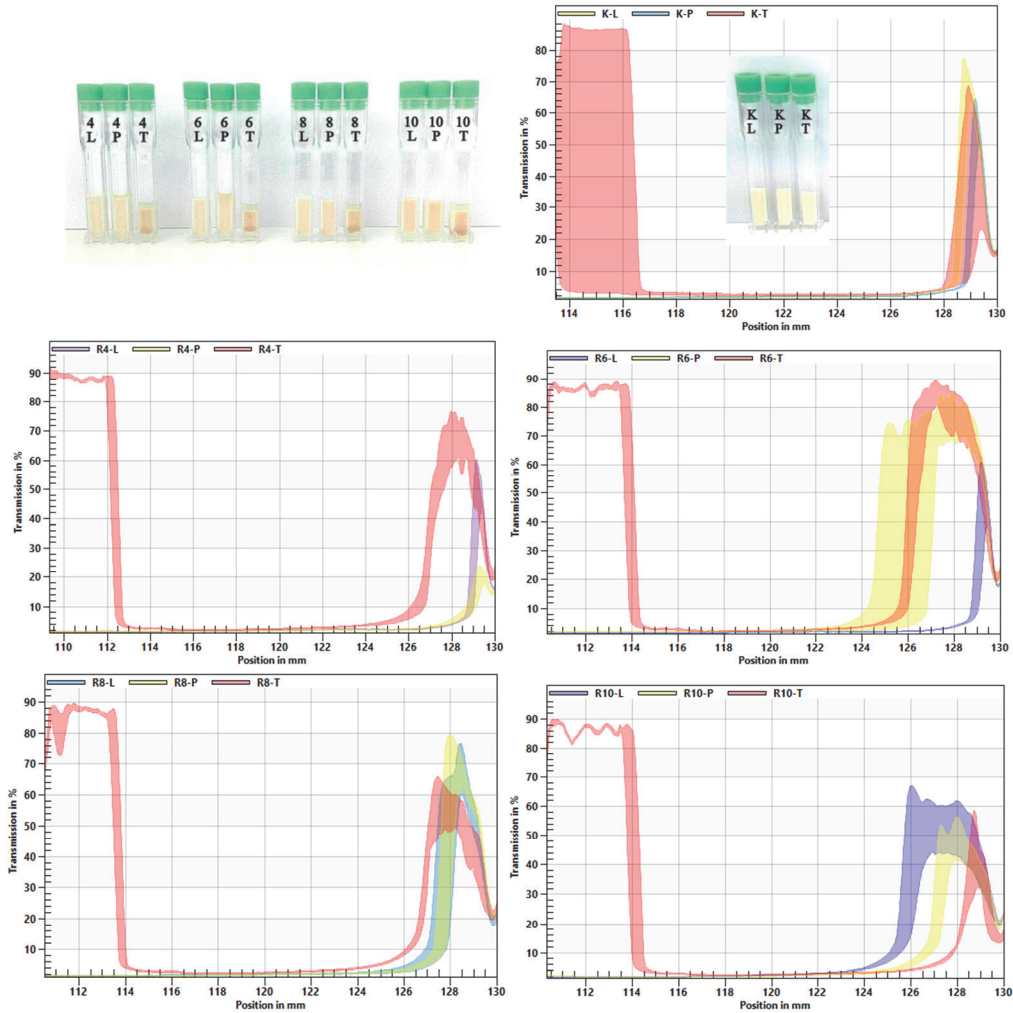 4 4 4
L P T
6 6 6
L P T
8 8 8
L P T
10 10 10
L P T
K-L K-P K-T
Transmission in %
80
70
60
50
40
30
20
10
K K K
L P T
114 116 118 120 122 124 126 128 130
Position in mm
R4-L R4-P R4-T
Transmission in %
90
80
70
60
50
40
30
20
10
110 112 114 116 118 120 122 124 126 128 130
Position in mm
R6-L R6-P R6-T
Transmission in %
90
80
70
60
50
40
30
20
10
112 114 116 118 120 122 124 126 128 130
Position in mm
R8-L R8-P R8-T
Transmission in %
90
80
70
60
50
40
30
20
10
112 114 116 118 120 122 124 126 128 130
Position in mm
R10-L R10-P R10-T
Transmission in %
90
80
70
60
50
40
30
20
10
112 114 116 118 120 122 124 126 128 130
Position in mm